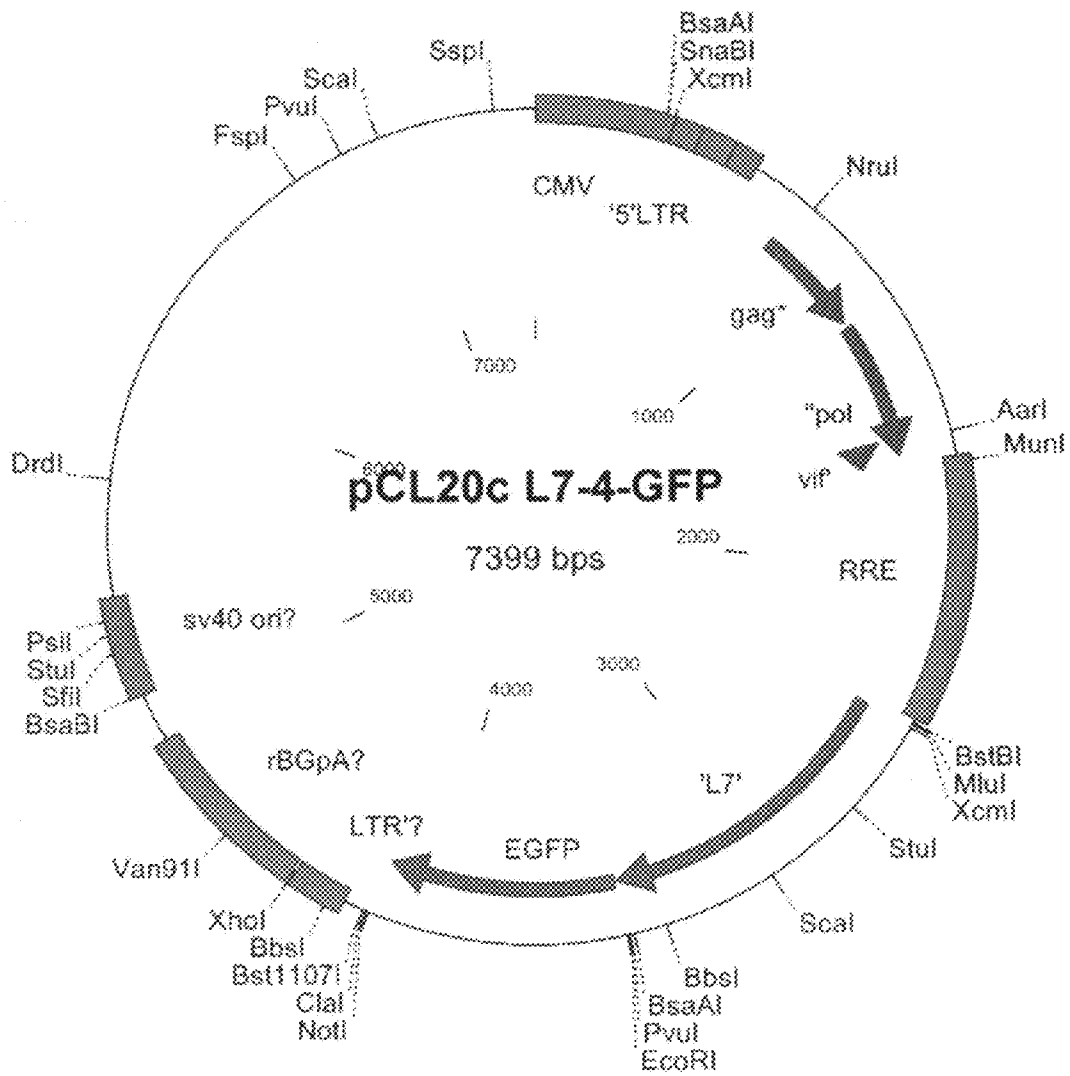 BsaAI
SnaBI
XcmI
SspI
ScaI
PvuI
FspI
NruI
CMV
'5'LTR
gag"
7000
1000
"pol
AarI
MunI
vif'
DrdI
6000
pCL20c L7-4-GFP
7399 bps
2000
RRE
5000
sv40 ori?
PsiI
StuI
SfiI
BsaBI
3000
4000
rBGpA?
'L7'
BstBI
MluI
XcmI
LTR'?
EGFP
StuI
Van91I
ScaI
XhoI
BbsI
Bst1107I
ClaI
NotI
BbsI
BsaAI
PvuI
EcoRI